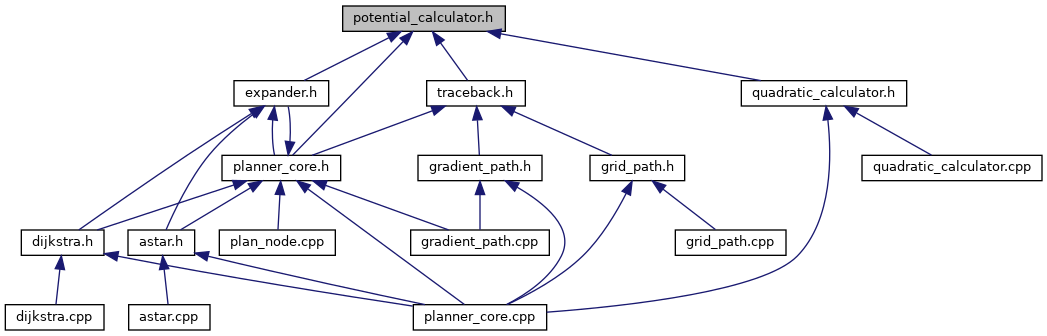 potential_calculator.h
expander.h
traceback.h
quadratic_calculator.h
planner_core.h
gradient_path.h
grid_path.h
quadratic_calculator.cpp
dijkstra.h
astar.h
plan_node.cpp
gradient_path.cpp
grid_path.cpp
dijkstra.cpp
astar.cpp
planner_core.cpp